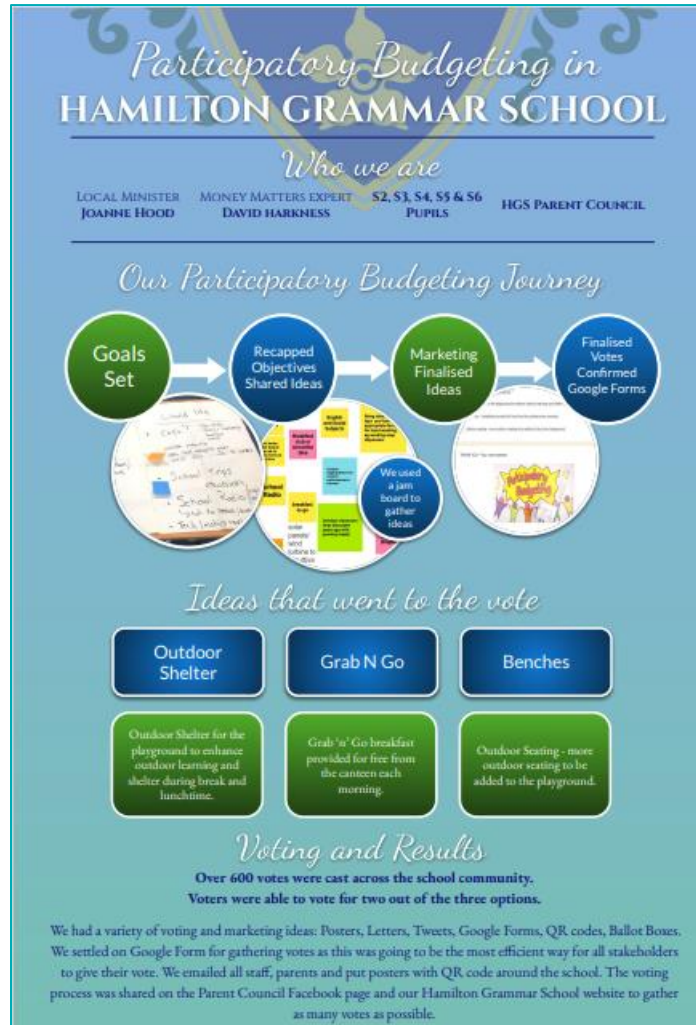 Participatory Budgeting in
HAMILTON GRAMMAR SCHOOL
Who we are
LOCAL MINISTER
JOANNE HOOD
MONEY MATTERS EXPERT
DAVID HARKNESS
S2, S3, S4, S5 & S6
PUPILS
HGS PARENT COUNCIL
Our Participatory Budgeting Journey
Goals
Set
Recapped
Objectives
Shared Ideas
Marketing
Finalised
Ideas
Finalised
Votes
Confirmed
Google Forms
We used
a jam
board to
gather
ideas
Ideas that went to the vote
Outdoor
Shelter
Grab N Go
Benches
Outdoor Shelter for the
playground to enhance
outdoor learning and
shelter during break and
lunchtime.
Grab 'n' Go breakfast
provided for free from
the canteen each
morning.
Outdoor Seating - more
outdoor seating to be
added to the playground.
Voting and Results
Over 600 votes were cast across the school community.
Voters were able to vote for two out of the three options.
We had a variety of voting and marketing ideas: Posters, Letters, Tweets, Google Forms, QR codes, Ballot Boxes.
We settled on Google Form for gathering votes as this was going to be the most efficient way for all stakeholders
to give their vote. We emailed all staff, parents and put posters with QR code around the school. The voting
process was shared on the Parent Council Facebook page and our Hamilton Grammar School website to gather
as many votes as possible.